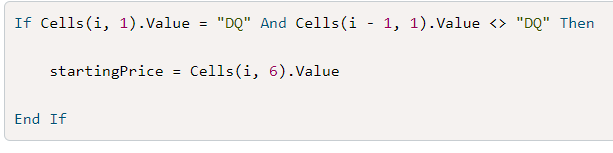 If Cells(i, 1).Value = "DQ" And Cells(i - 1, 1).Value <> "DQ" Then
startingPrice = Cells(i, 6).Value
End If